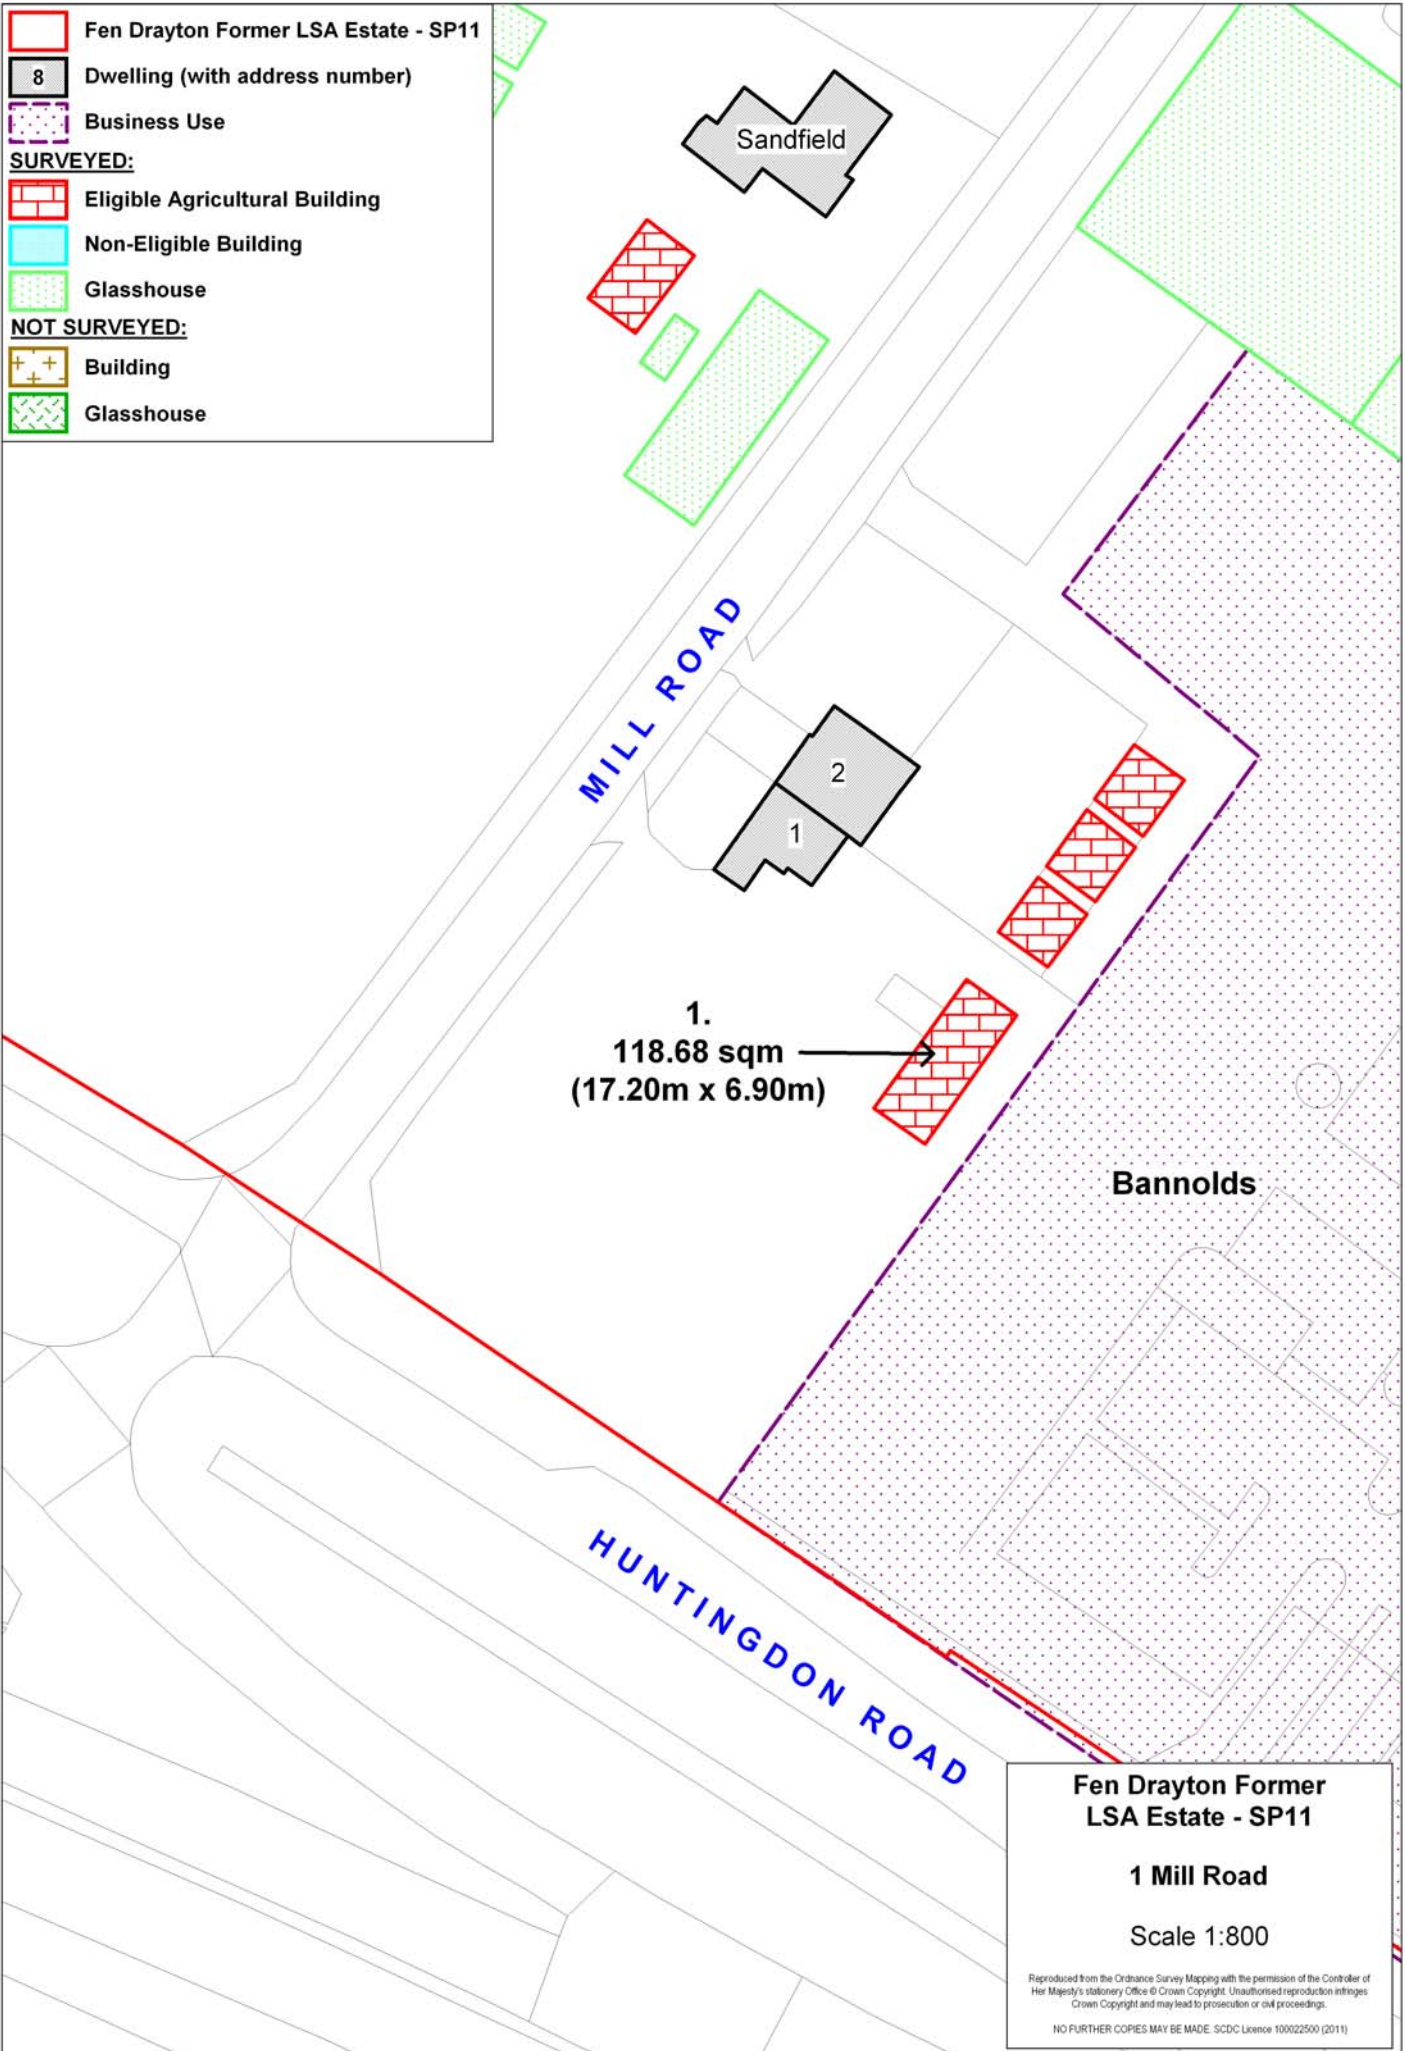 Fen Drayton Former LSA Estate - SP11
8
Dwelling (with address number)
Business Use
SURVEYED:
Eligible Agricultural Building
Non-Eligible Building
Glasshouse
NOT SURVEYED:
Building
Glasshouse
Sandfield
MILL ROAD
2
1
1.
118.68 sqm
(17.20m x 6.90m)
Bannolds
HUNTINGDON ROAD
Fen Drayton Former
LSA Estate - SP11
1 Mill Road
Scale 1:800
Reproduced from the Ordnance Survey Mapping with the permission of the Controller of
Her Majesty's stationery Office © Crown Copyright. Unauthorised reproduction infringes
Crown Copyright and may lead to prosecution or civil proceedings.
NO FURTHER COPIES MAY BE MADE. SCDC Licence 100022500 (2011)